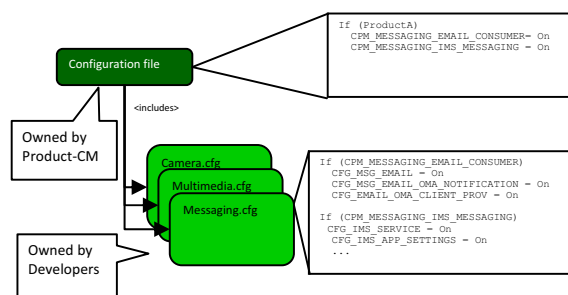 If (ProductA)
CPM_MESSAGING_EMAIL_CONSUMER= On
CPM_MESSAGING_IMS_MESSAGING = On
Configuration file
<includes>
Owned by
Product-CM
Camera.cfg
Multimedia.cfg
Messaging.cfg
If (CPM_MESSAGING_EMAIL_CONSUMER)
CFG_MSG_EMAIL = On
CFG_MSG_EMAIL_OMA_NOTIFICATION = On
CFG_EMAIL_OMA_CLIENT_PROV = On
If (CPM_MESSAGING_IMS_MESSAGING)
CFG_IMS_SERVICE = On
CFG_IMS_APP_SETTINGS = On
...
Owned by
Developers